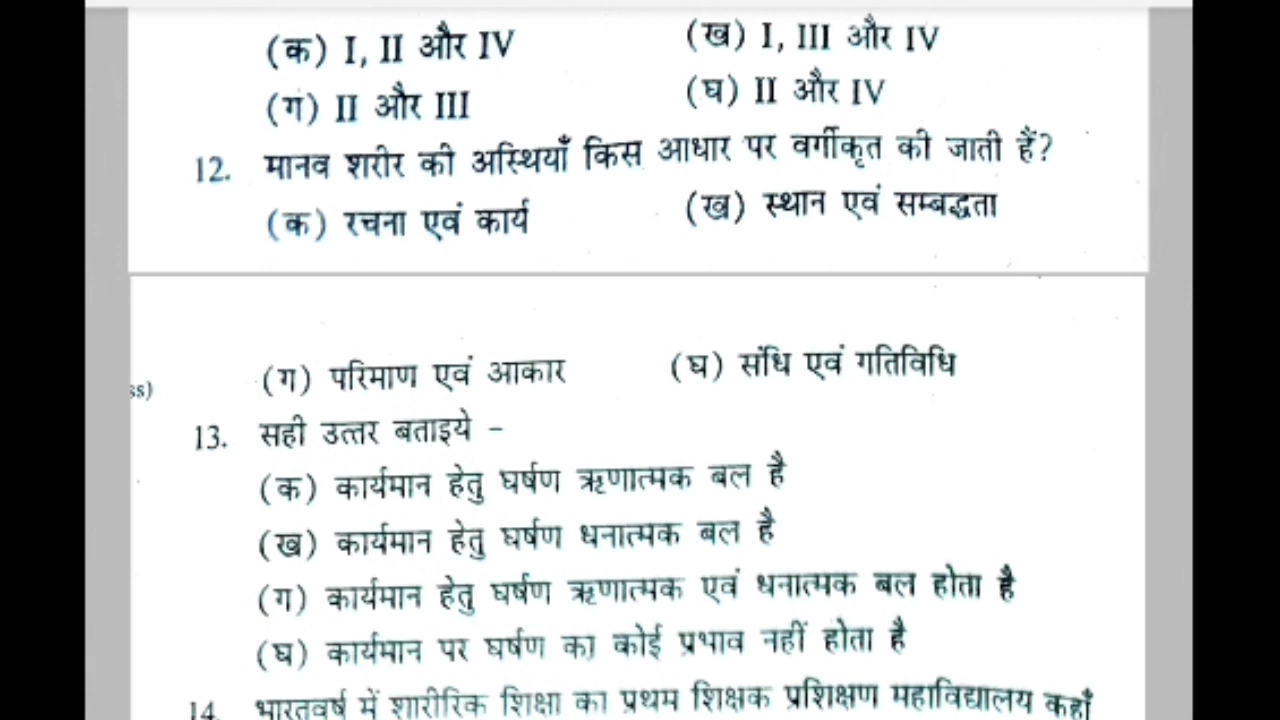 (क) I, II और IV (ख) I, III और IV
(ग) II और III (घ) II और IV
12. मानव शरीर की अस्थियाँ किस आधार पर वर्गीकृत की जाती हैं?
(क) रचना एवं कार्य (ख) स्थान एवं सम्बद्धता
(ग) परिमाण एवं आकार (घ) संधि एवं गतिविधि
ss)
13. सही उत्तर बताइये -
(क) कार्यमान हेतु घर्षण ऋणात्मक बल है
(ख) कार्यमान हेतु घर्षण धनात्मक बल है
(ग) कार्यमान हेतु घर्षण ऋणात्मक एवं धनात्मक बल होता है
(घ) कार्यमान पर घर्षण का कोई प्रभाव नहीं होता है
14. भारतवर्ष में शारीरिक शिक्षा का प्रथम शिक्षक प्रशिक्षण महाविद्यालय कहाँ